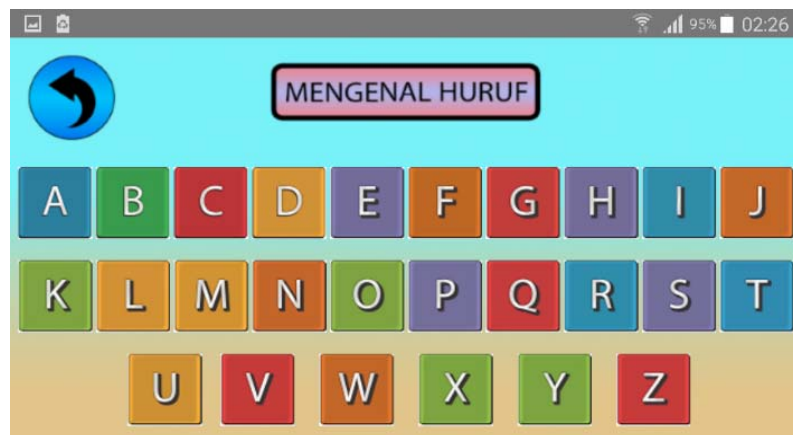 95% 02:26
MENGENAL HURUF
A B C D E F G H I J
K L M N O P Q R S T
U V W X Y Z